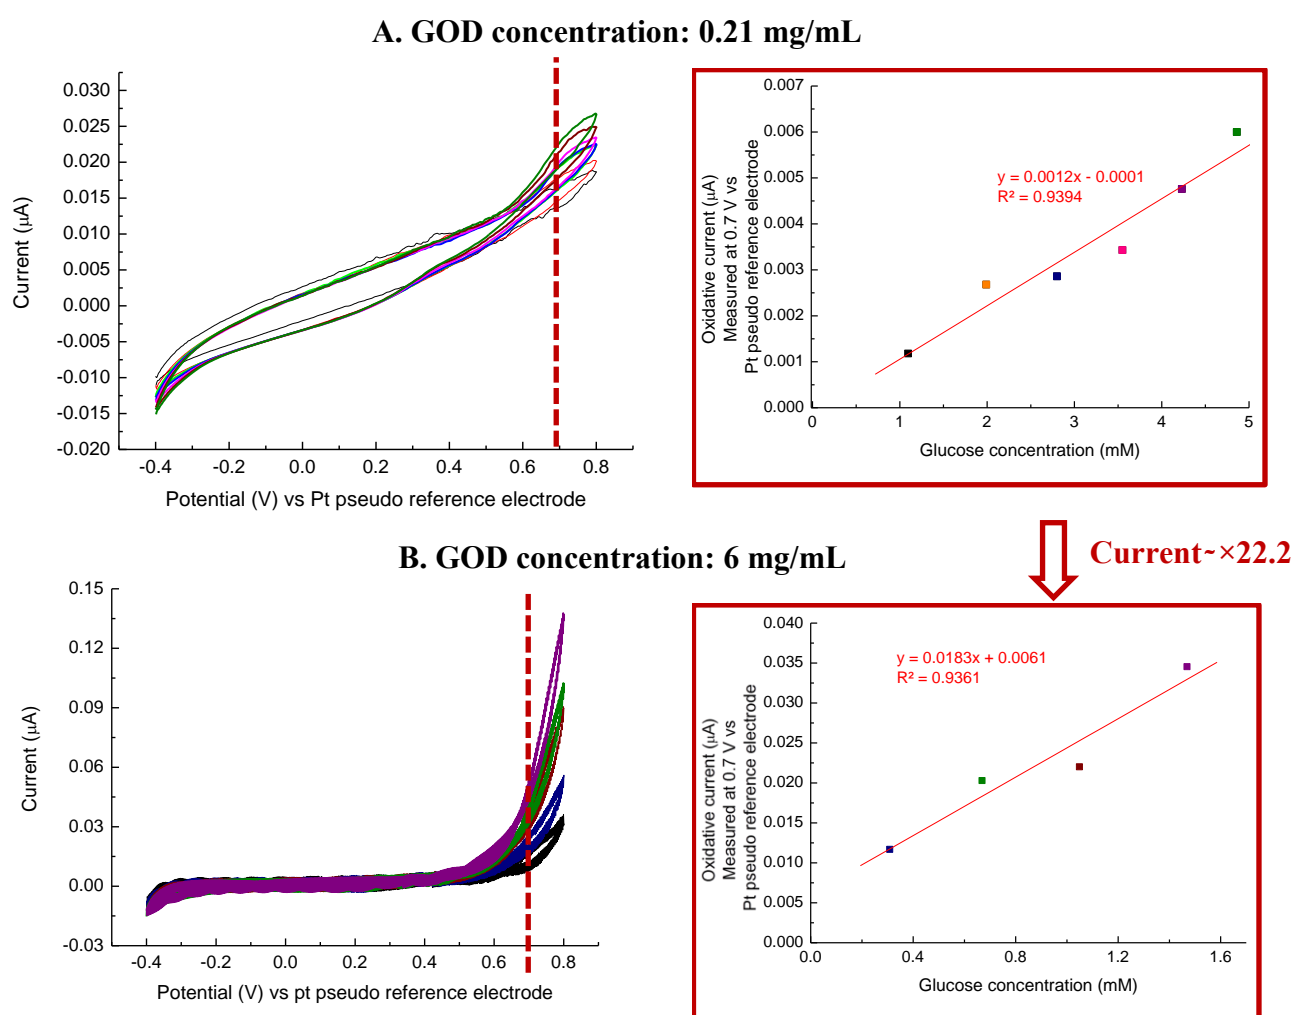 A. GOD concentration: 0.21 mg/mL
0.030
0.025
0.020
0.015
0.010
0.005
0.000
-0.005
-0.010
-0.015
-0.020
Current (μA)
-0.4 -0.2 0.0 0.2 0.4 0.6 0.8
Potential (V) vs Pt pseudo reference electrode
0.007
0.006
0.005
0.004
0.003
0.002
0.001
0.000
Oxidative current (μA)
Measured at 0.7 V vs
Pt pseudo reference electrode
y = 0.0012x - 0.0001
R² = 0.9394
0 1 2 3 4 5
Glucose concentration (mM)
Current~×22.2
B. GOD concentration: 6 mg/mL
0.15
0.12
0.09
0.06
0.03
0.00
-0.03
Current (μA)
-0.4 -0.2 0.0 0.2 0.4 0.6 0.8
Potential (V) vs pt pseudo reference electrode
0.040
0.035
0.030
0.025
0.020
0.015
0.010
0.005
0.000
Oxidative current (μA)
Measured at 0.7 V vs
Pt pseudo reference electrode
y = 0.0183x + 0.0061
R² = 0.9361
0.0 0.4 0.8 1.2 1.6
Glucose concentration (mM)